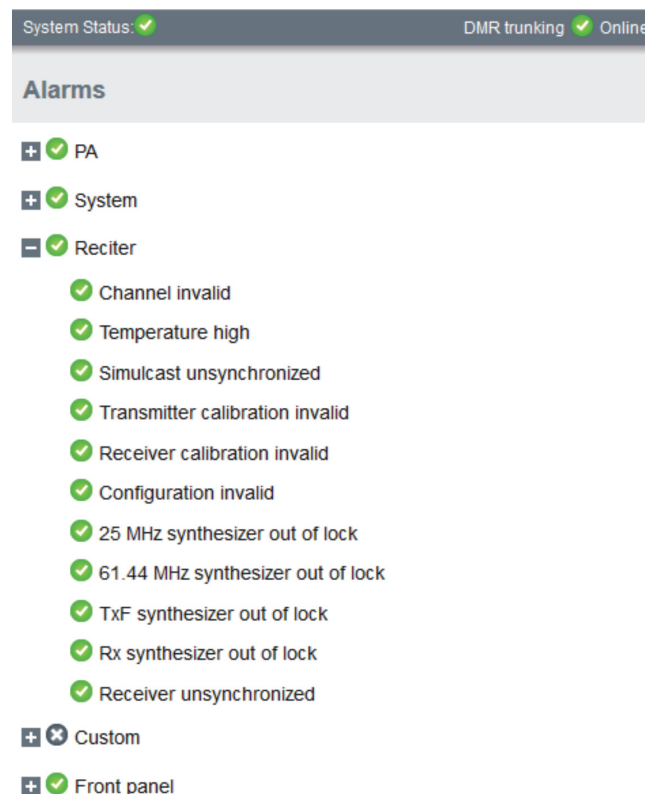 System Status: DMR trunking Online
Alarms
PA
System
Reciter
Channel invalid
Temperature high
Simulcast unsynchronized
Transmitter calibration invalid
Receiver calibration invalid
Configuration invalid
25 MHz synthesizer out of lock
61.44 MHz synthesizer out of lock
TxF synthesizer out of lock
Rx synthesizer out of lock
Receiver unsynchronized
Custom
Front panel